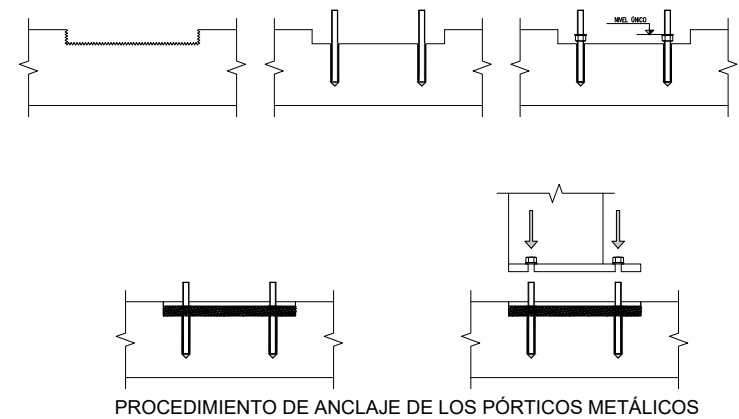 NIVEL ÚNICO
PROCEDIMIENTO DE ANCLAJE DE LOS PÓRTICOS METÁLICOS